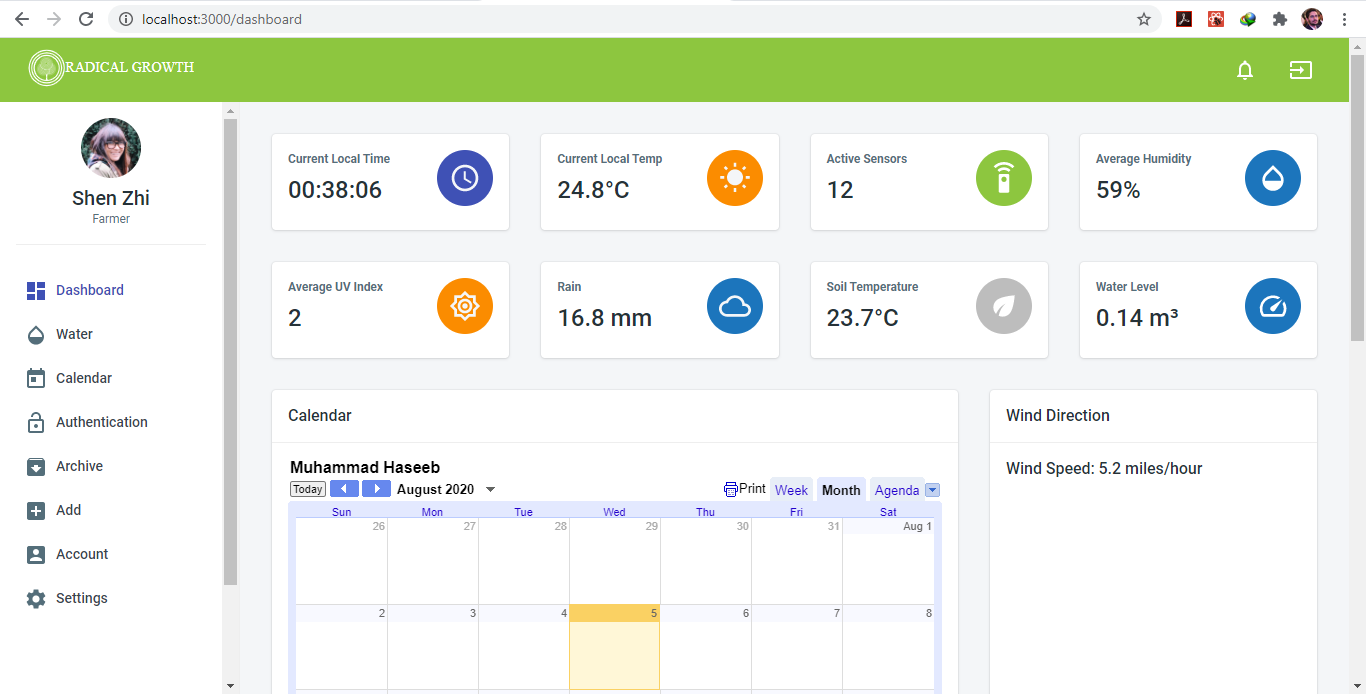 localhost:3000/dashboard
RADICAL GROWTH
Shen Zhi
Farmer
Dashboard
Water
Calendar
Authentication
Archive
Add
Account
Settings
Current Local Time
00:38:06
Current Local Temp
24.8°C
Active Sensors
12
Average Humidity
59%
Average UV Index
2
Rain
16.8 mm
Soil Temperature
23.7°C
Water Level
0.14 m³
Calendar
Muhammad Haseeb
Today August 2020 Print Week Month Agenda
Sun Mon Tue Wed Thu Fri Sat
26 27 28 29 30 31 Aug 1
2 3 4 5 6 7 8
Wind Direction
Wind Speed: 5.2 miles/hour